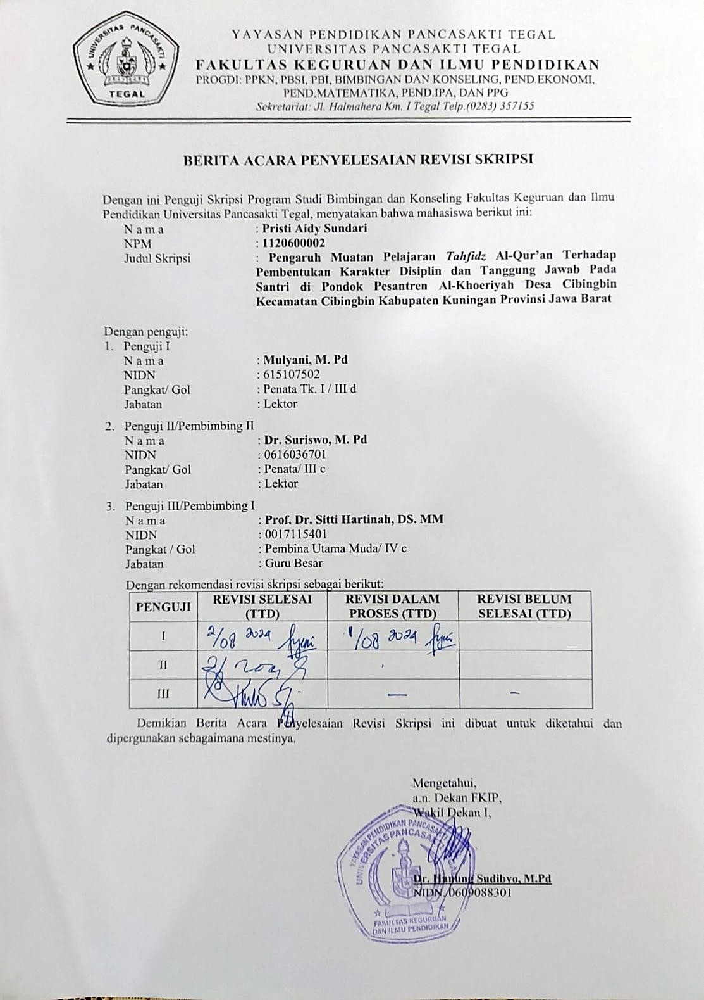 UNIVERSITAS PANCASAKTI
TEGAL
YAYASAN PENDIDIKAN PANCASAKTI TEGAL
UNIVERSITAS PANCASAKTI TEGAL
FAKULTAS KEGURUAN DAN ILMU PENDIDIKAN
PROGDI: PPKN, PBSI, PBI, BIMBINGAN DAN KONSELING, PEND.EKONOMI,
PEND.MATEMATIKA, PEND.IPA, DAN PPG
Sekretariat: Jl. Halmahera Km. I Tegal Telp.(0283) 357155
BERITA ACARA PENYELESAIAN REVISI SKRIPSI
Dengan ini Penguji Skripsi Program Studi Bimbingan dan Konseling Fakultas Keguruan dan Ilmu
Pendidikan Universitas Pancasakti Tegal, menyatakan bahwa mahasiswa berikut ini:
N a m a : Pristi Aidy Sundari
NPM : 1120600002
Judul Skripsi : Pengaruh Muatan Pelajaran Tahfidz Al-Qur'an Terhadap
Pembentukan Karakter Disiplin dan Tanggung Jawab Pada
Santri di Pondok Pesantren Al-Khoeriyah Desa Cibingbin
Kecamatan Cibingbin Kabupaten Kuningan Provinsi Jawa Barat
Dengan penguji:
1. Penguji I
N a m a : Mulyani, M. Pd
NIDN : 615107502
Pangkat/ Gol : Penata Tk. I / III d
Jabatan : Lektor
2. Penguji II/Pembimbing II
N a m a : Dr. Suriswo, M. Pd
NIDN : 0616036701
Pangkat/ Gol : Penata/ III c
Jabatan : Lektor
3. Penguji III/Pembimbing I
N a m a : Prof. Dr. Sitti Hartinah, DS. MM
NIDN : 0017115401
Pangkat / Gol : Pembina Utama Muda/ IV c
Jabatan : Guru Besar
Dengan rekomendasi revisi skripsi sebagai berikut:
PENGUJI REVISI SELESAI (TTD) REVISI DALAM PROSES (TTD) REVISI BELUM SELESAI (TTD)
I 2/08 2024 1/08 2024
II
III — –
Demikian Berita Acara Penyelesaian Revisi Skripsi ini dibuat untuk diketahui dan
dipergunakan sebagaimana mestinya.
Mengetahui,
a.n. Dekan FKIP,
Wakil Dekan I,
YAYASAN PENDIDIKAN PANCASAKTI TEGAL
UNIVERSITAS PANCASAKTI TEGAL
Dr. Hanung Sudibyo, M.Pd
NIDN. 0609088301
FAKULTAS KEGURUAN
DAN ILMU PENDIDIKAN